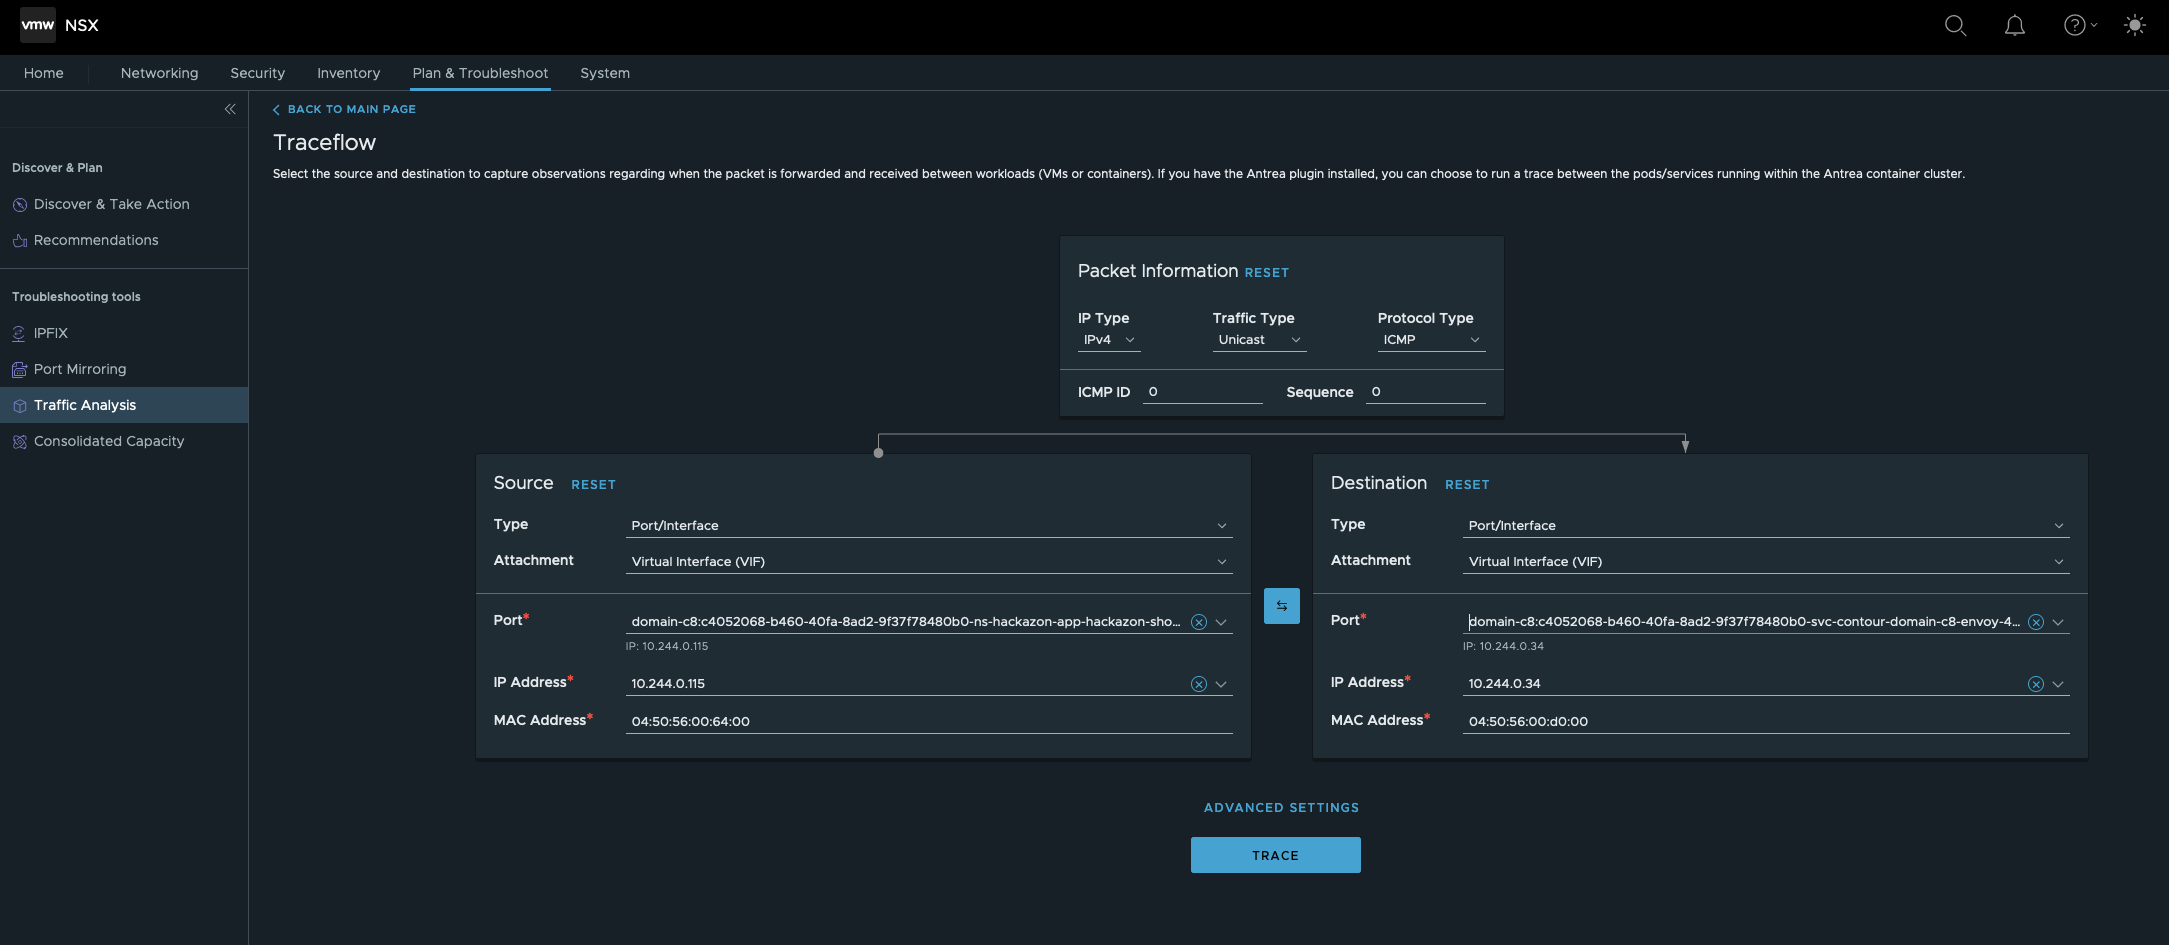 vmw NSX
Home Networking Security Inventory Plan & Troubleshoot System
BACK TO MAIN PAGE
Traceflow
Select the source and destination to capture observations regarding when the packet is forwarded and received between workloads (VMs or containers). If you have the Antrea plugin installed, you can choose to run a trace between the pods/services running within the Antrea container cluster.
Discover & Plan
Discover & Take Action
Recommendations
Troubleshooting tools
IPFIX
Port Mirroring
Traffic Analysis
Consolidated Capacity
Packet Information RESET
IP Type Traffic Type Protocol Type
IPv4 Unicast ICMP
ICMP ID 0 Sequence 0
Source RESET
Type Port/Interface
Attachment Virtual Interface (VIF)
Port* domain-c8:c4052068-b460-40fa-8ad2-9f37f78480b0-ns-hackazon-app-hackazon-sho...
IP: 10.244.0.115
IP Address* 10.244.0.115
MAC Address* 04:50:56:00:64:00
Destination RESET
Type Port/Interface
Attachment Virtual Interface (VIF)
Port* domain-c8:c4052068-b460-40fa-8ad2-9f37f78480b0-svc-contour-domain-c8-envoy-4...
IP: 10.244.0.34
IP Address* 10.244.0.34
MAC Address* 04:50:56:00:d0:00
ADVANCED SETTINGS
TRACE